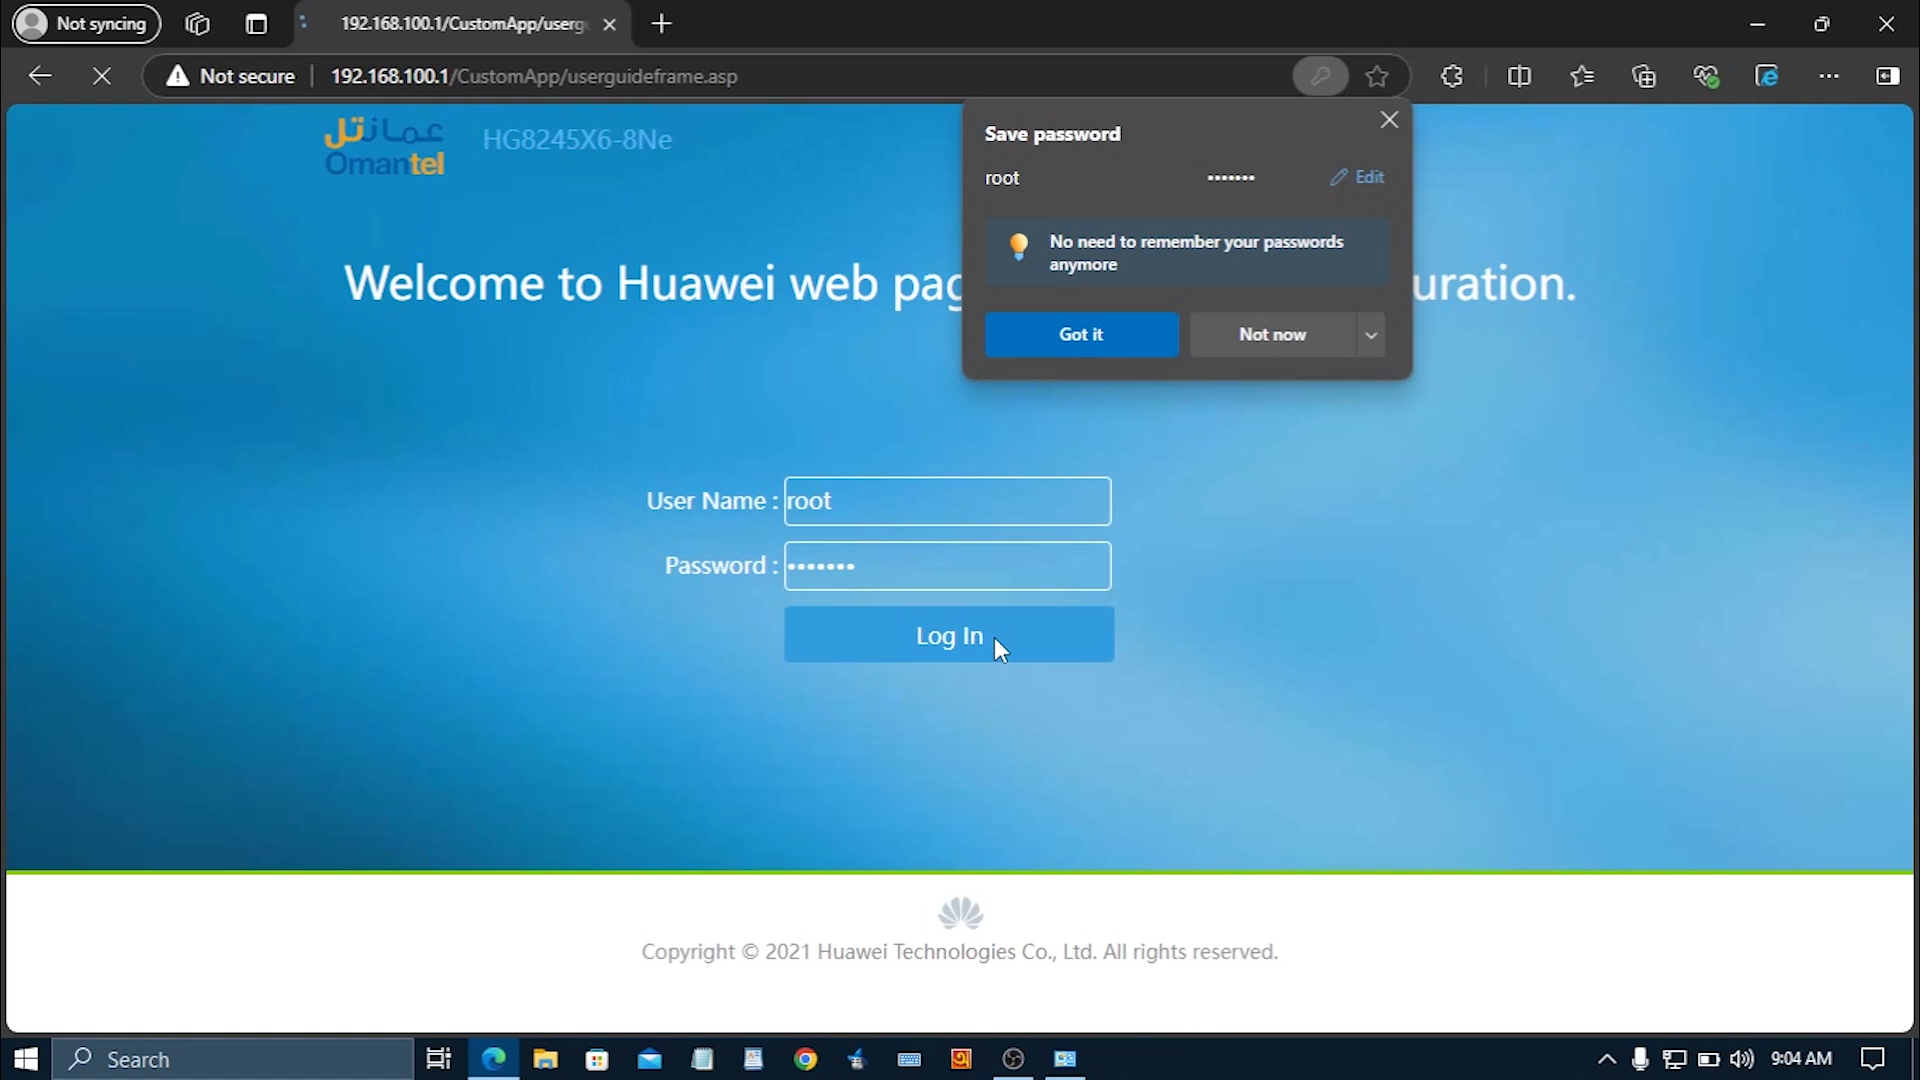 Not syncing
192.168.100.1/CustomApp/userg
Not secure
192.168.100.1/CustomApp/userguideframe.asp
عمانتل
Omantel
HG8245X6-8Ne
Save password
root
•••••••
Edit
No need to remember your passwords
anymore
Got it
Not now
Welcome to Huawei web pag
uration.
User Name :
root
Password :
•••••••
Log In
Copyright © 2021 Huawei Technologies Co., Ltd. All rights reserved.
Search
9:04 AM